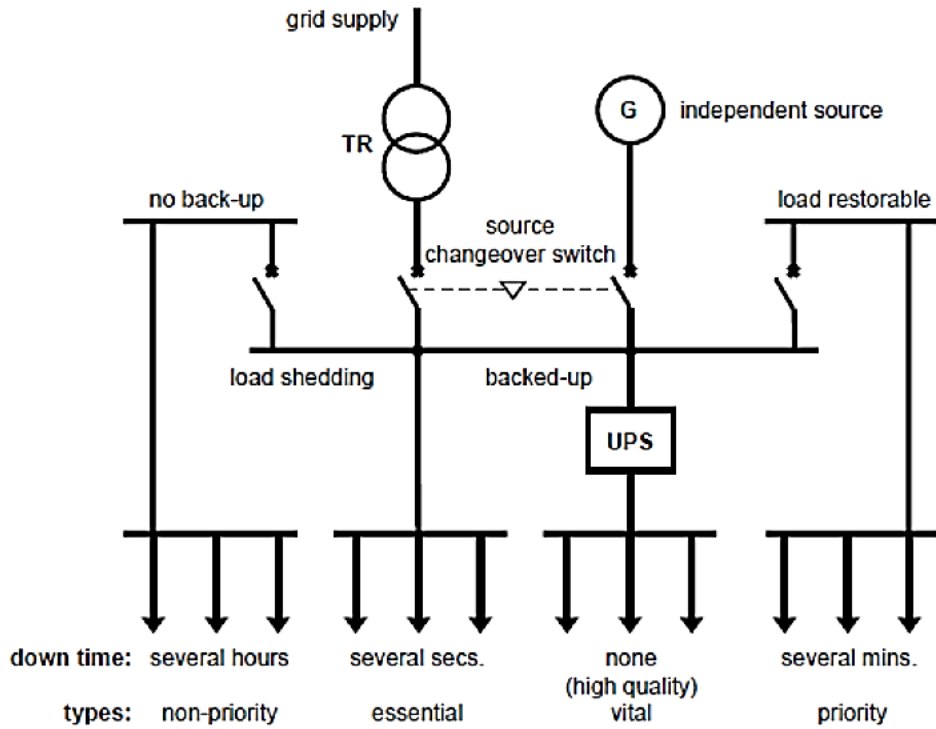 grid supply
G
independent source
TR
no back-up
load restorable
source
changeover switch
load shedding
backed-up
UPS
down time: several hours several secs. none several mins.
(high quality)
types: non-priority essential vital priority